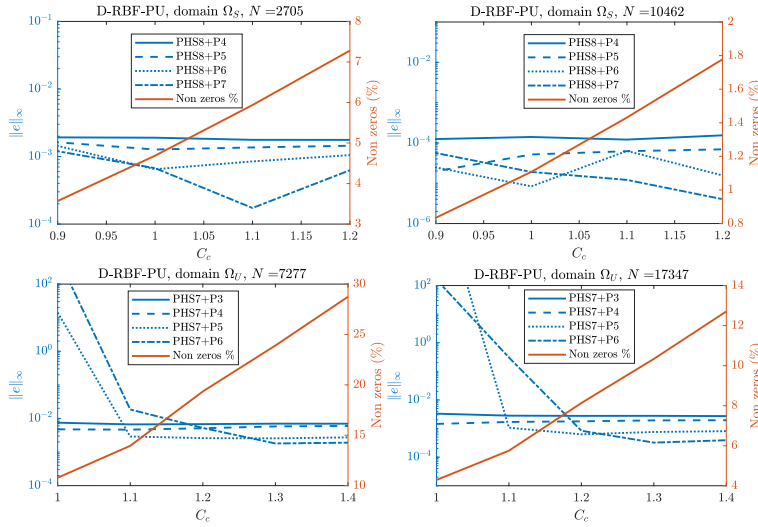 D-RBF-PU, domain Ω_S, N =2705
10^-1
10^-2
10^-3
10^-4
‖e‖_∞
PHS8+P4
PHS8+P5
PHS8+P6
PHS8+P7
Non zeros %
8
7
6
5
4
3
Non zeros (%)
0.9 0.95 1 1.05 1.1 1.15 1.2
C_c
D-RBF-PU, domain Ω_S, N =10462
10^-2
10^-4
10^-6
‖e‖_∞
PHS8+P4
PHS8+P5
PHS8+P6
PHS8+P7
Non zeros %
2
1.8
1.6
1.4
1.2
1
0.8
Non zeros (%)
0.9 0.95 1 1.05 1.1 1.15 1.2
C_c
D-RBF-PU, domain Ω_U, N =7277
10^2
10^0
10^-2
10^-4
‖e‖_∞
PHS7+P3
PHS7+P4
PHS7+P5
PHS7+P6
Non zeros %
30
25
20
15
10
Non zeros (%)
1 1.1 1.2 1.3 1.4
C_c
D-RBF-PU, domain Ω_U, N =17347
10^2
10^0
10^-2
10^-4
‖e‖_∞
PHS7+P3
PHS7+P4
PHS7+P5
PHS7+P6
Non zeros %
14
12
10
8
6
4
Non zeros (%)
1 1.1 1.2 1.3 1.4
C_c